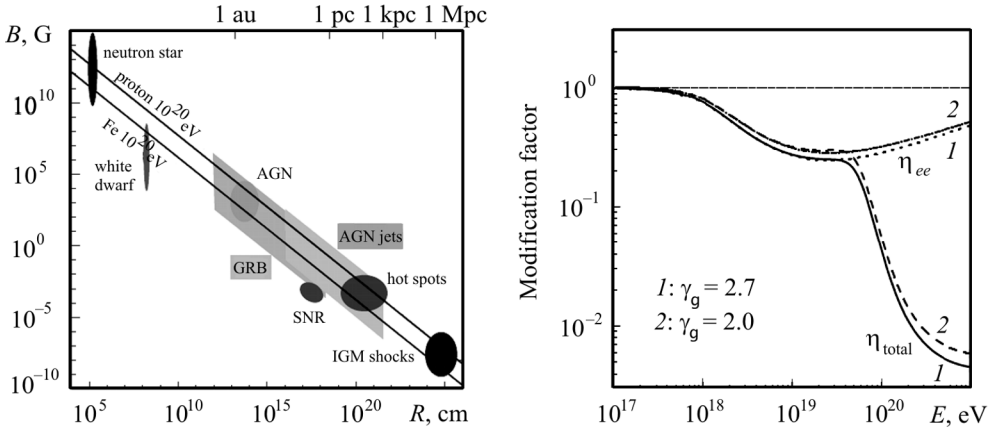 1 au 1 pc 1 kpc 1 Mpc
B, G
neutron star
proton 10^20 eV
10^10
Fe 10^20 eV
white
dwarf
10^5
AGN
10^0
AGN jets
GRB
hot spots
10^-5
SNR
IGM shocks
10^-10
10^5 10^10 10^15 10^20 R, cm
Modification factor
10^0
2
1
η_ee
10^-1
1: γ_g = 2.7
2: γ_g = 2.0
10^-2
η_total
2
1
10^17 10^18 10^19 10^20 E, eV